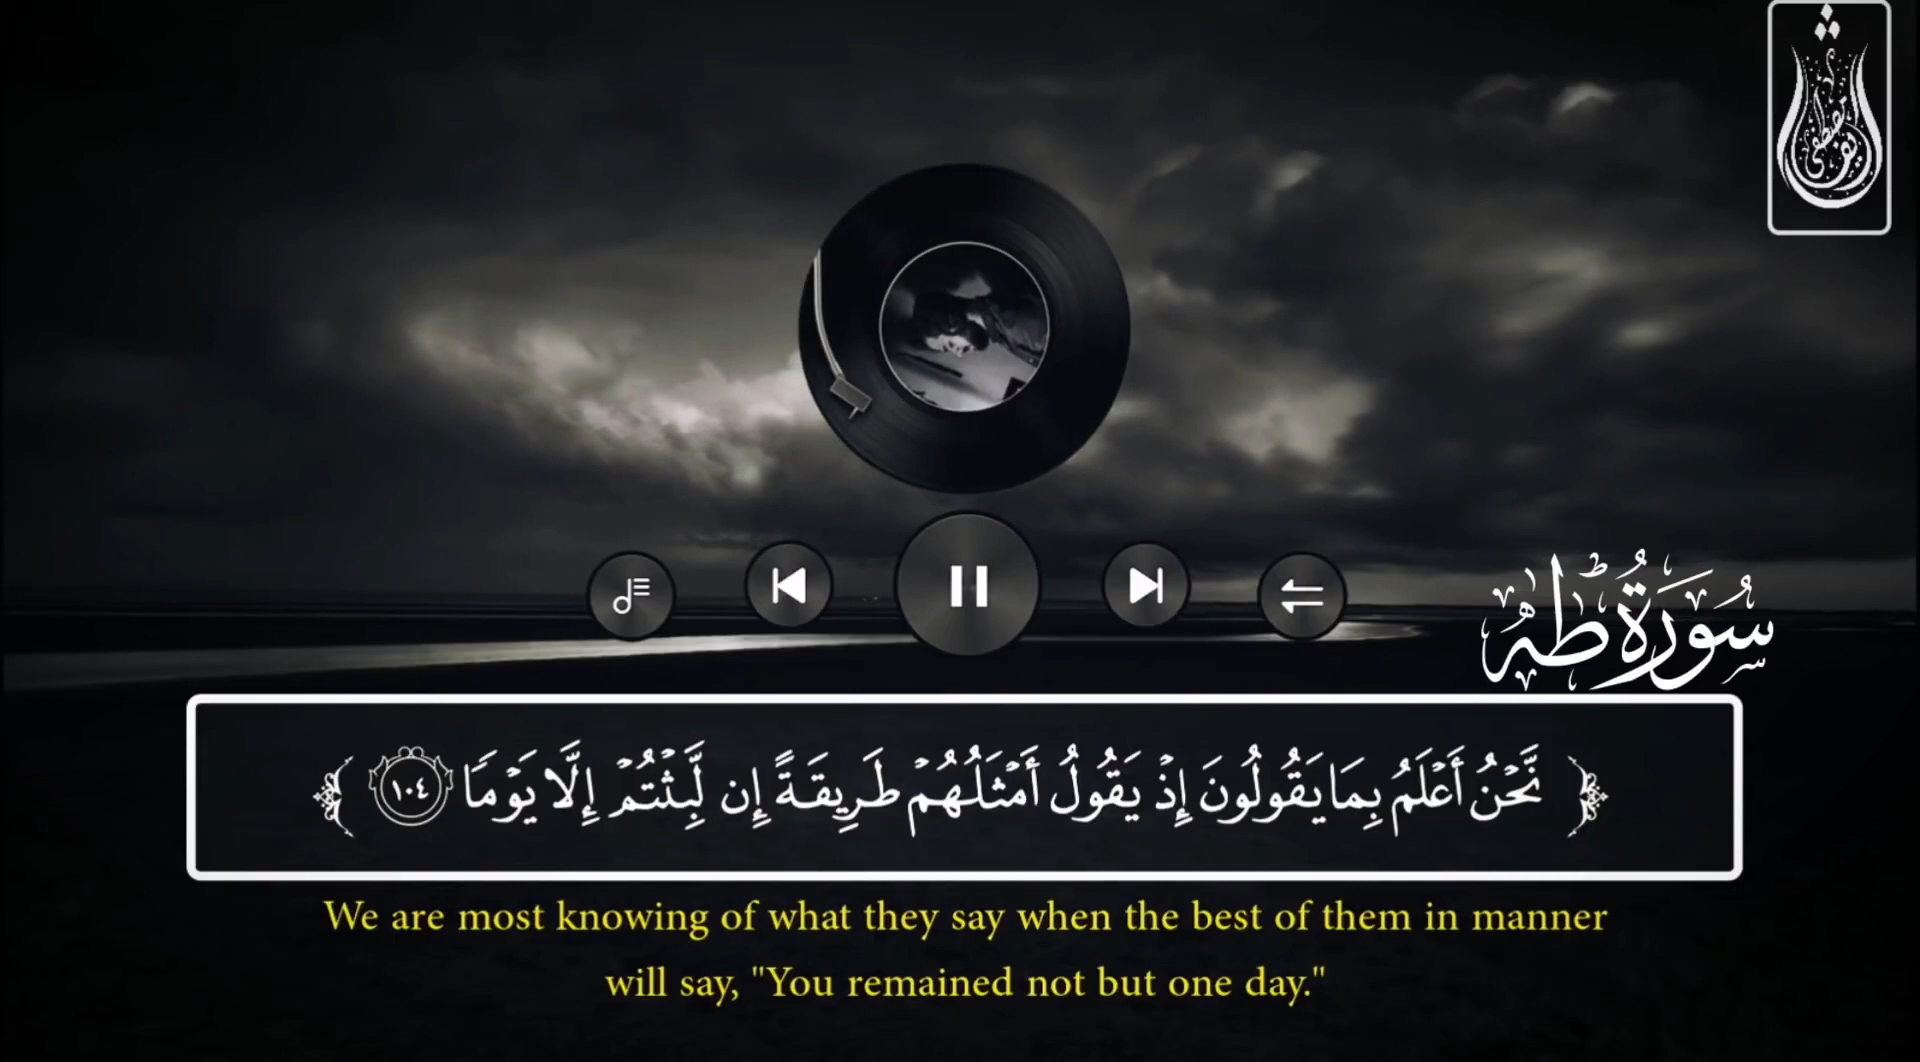 سُورَةُ طه
نَّحْنُ أَعْلَمُ بِمَا يَقُولُونَ إِذْ يَقُولُ أَمْثَلُهُمْ طَرِيقَةً إِن لَّبِثْتُمْ إِلَّا يَوْمًا ١٠٤
We are most knowing of what they say when the best of them in manner
will say, "You remained not but one day."